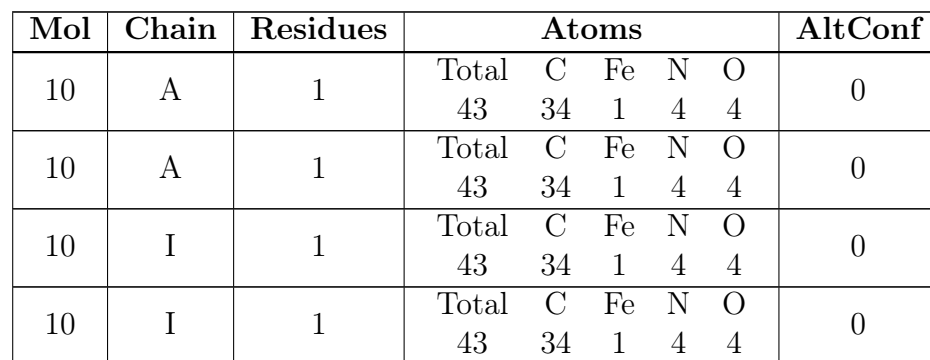 Mol Chain Residues Atoms AltConf
10 A 1 Total C Fe N O 0
43 34 1 4 4
10 A 1 Total C Fe N O 0
43 34 1 4 4
10 I 1 Total C Fe N O 0
43 34 1 4 4
10 I 1 Total C Fe N O 0
43 34 1 4 4